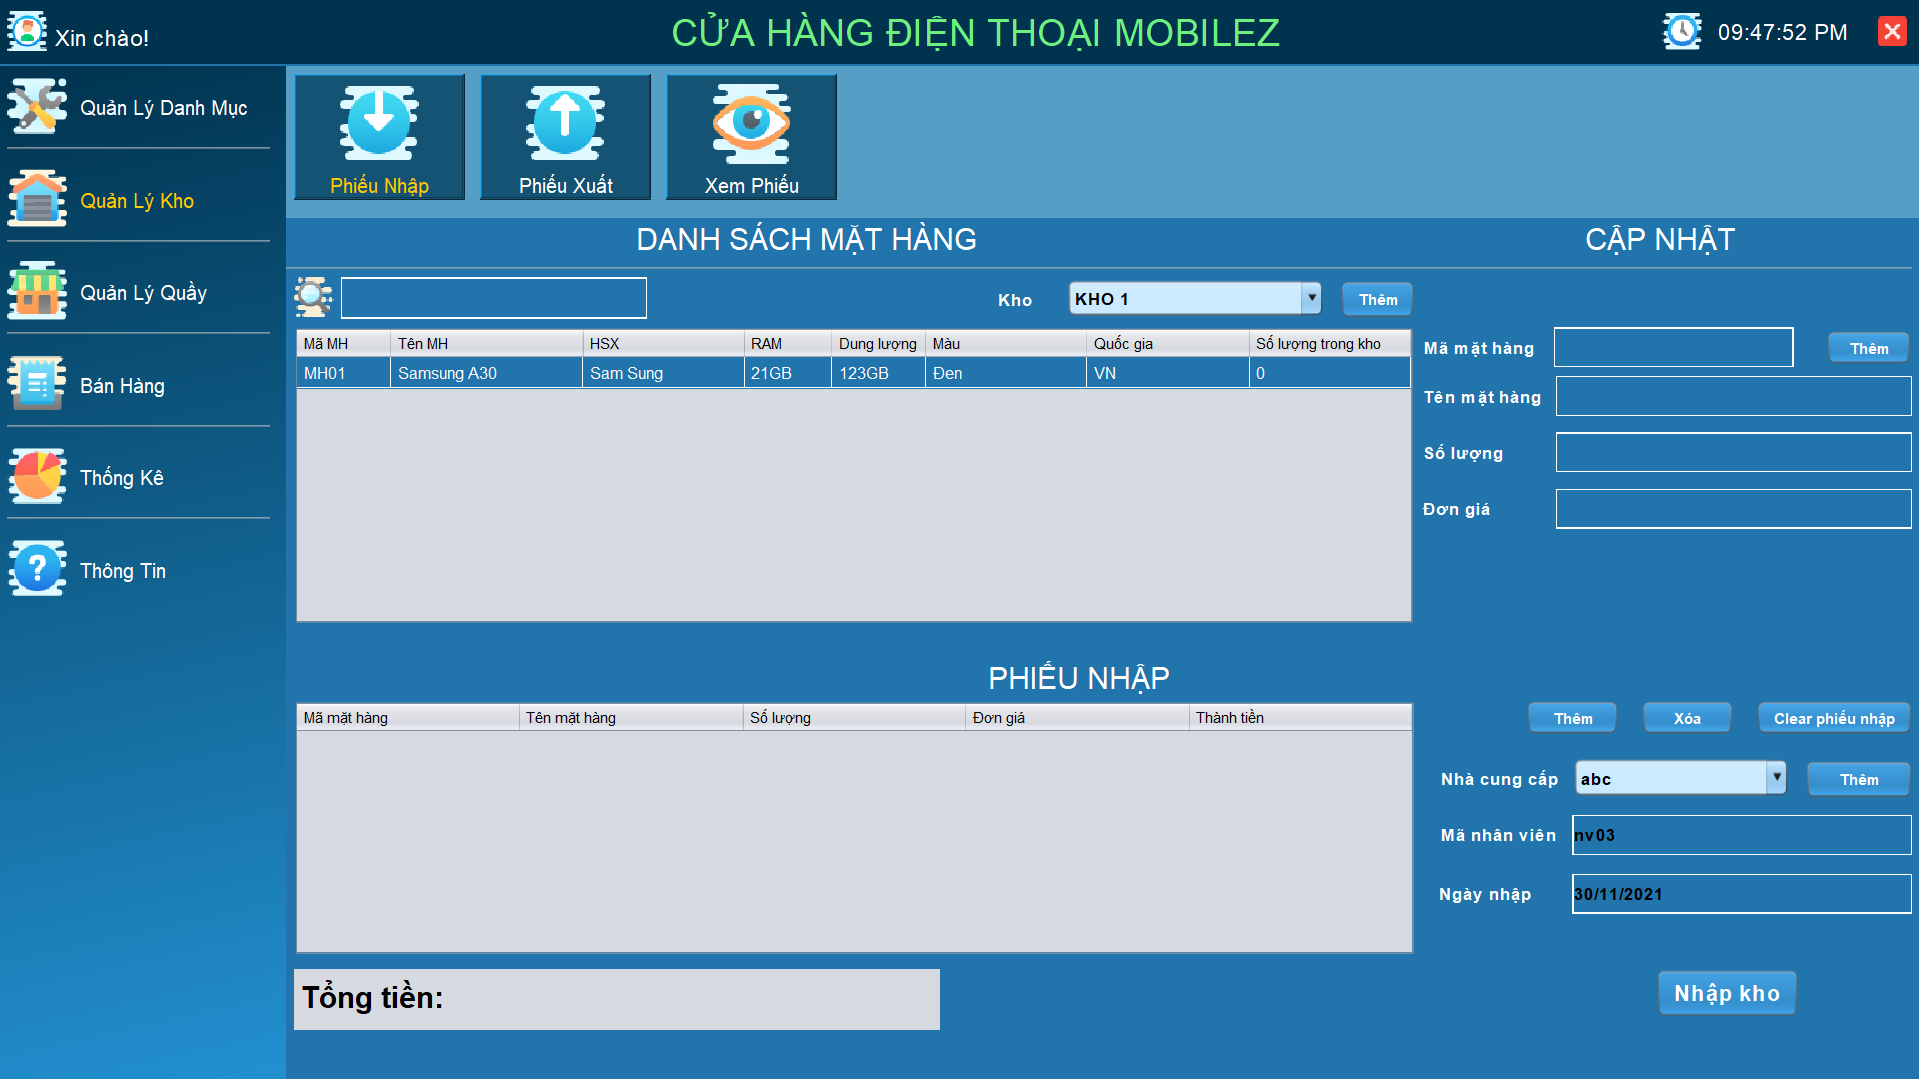 Xin chào!
CỬA HÀNG ĐIỆN THOẠI MOBILEZ
09:47:52 PM
Quản Lý Danh Mục
Quản Lý Kho
Quản Lý Quầy
Bán Hàng
Thống Kê
Thông Tin
Phiếu Nhập
Phiếu Xuất
Xem Phiếu
DANH SÁCH MẶT HÀNG
CẬP NHẬT
Kho KHO 1 Thêm
Mã MH Tên MH HSX RAM Dung lượng Màu Quốc gia Số lượng trong kho
MH01 Samsung A30 Sam Sung 21GB 123GB Đen VN 0
Mã mặt hàng Thêm
Tên mặt hàng
Số lượng
Đơn giá
PHIẾU NHẬP
Mã mặt hàng Tên mặt hàng Số lượng Đơn giá Thành tiền
Thêm Xóa Clear phiếu nhập
Nhà cung cấp abc Thêm
Mã nhân viên nv03
Ngày nhập 30/11/2021
Tổng tiền:
Nhập kho